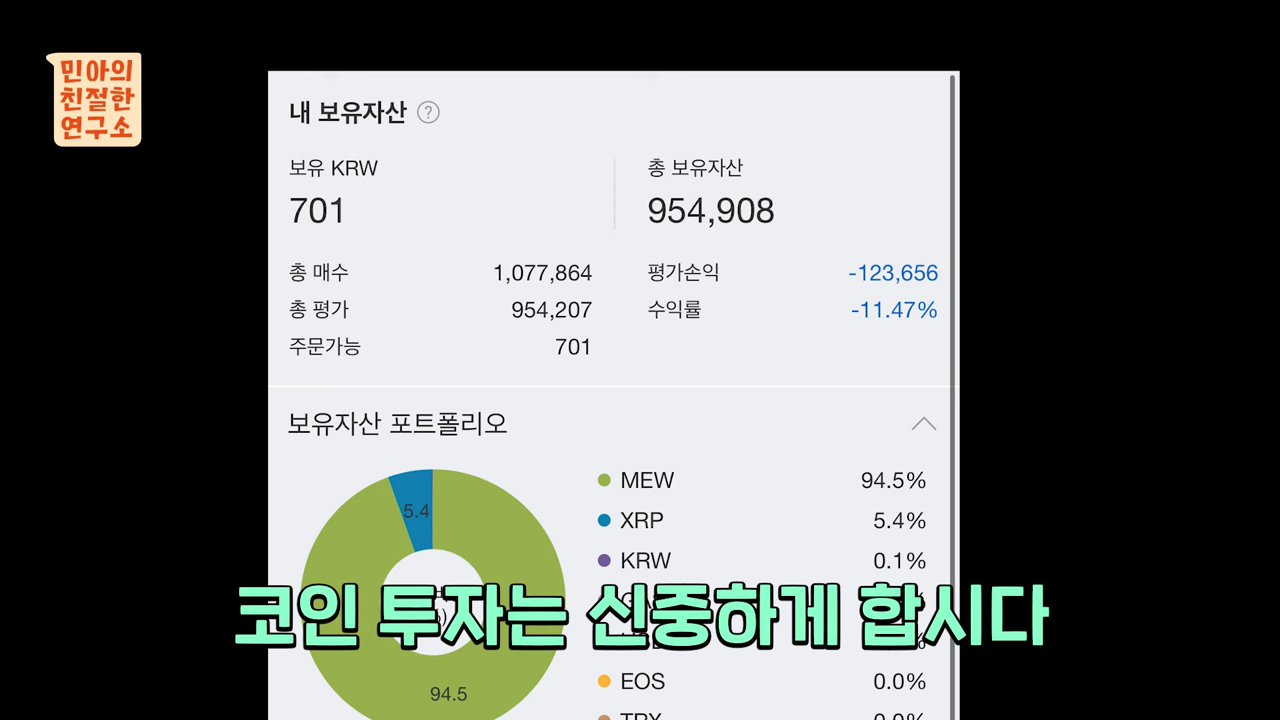 민아의
친절한
연구소
내 보유자산 ?
보유 KRW
701
총 보유자산
954,908
총 매수 1,077,864
총 평가 954,207
주문가능 701
평가손익 -123,656
수익률 -11.47%
보유자산 포트폴리오
5.4
94.5
MEW 94.5%
XRP 5.4%
KRW 0.1%
코인 투자는 신중하게 합시다
EOS 0.0%